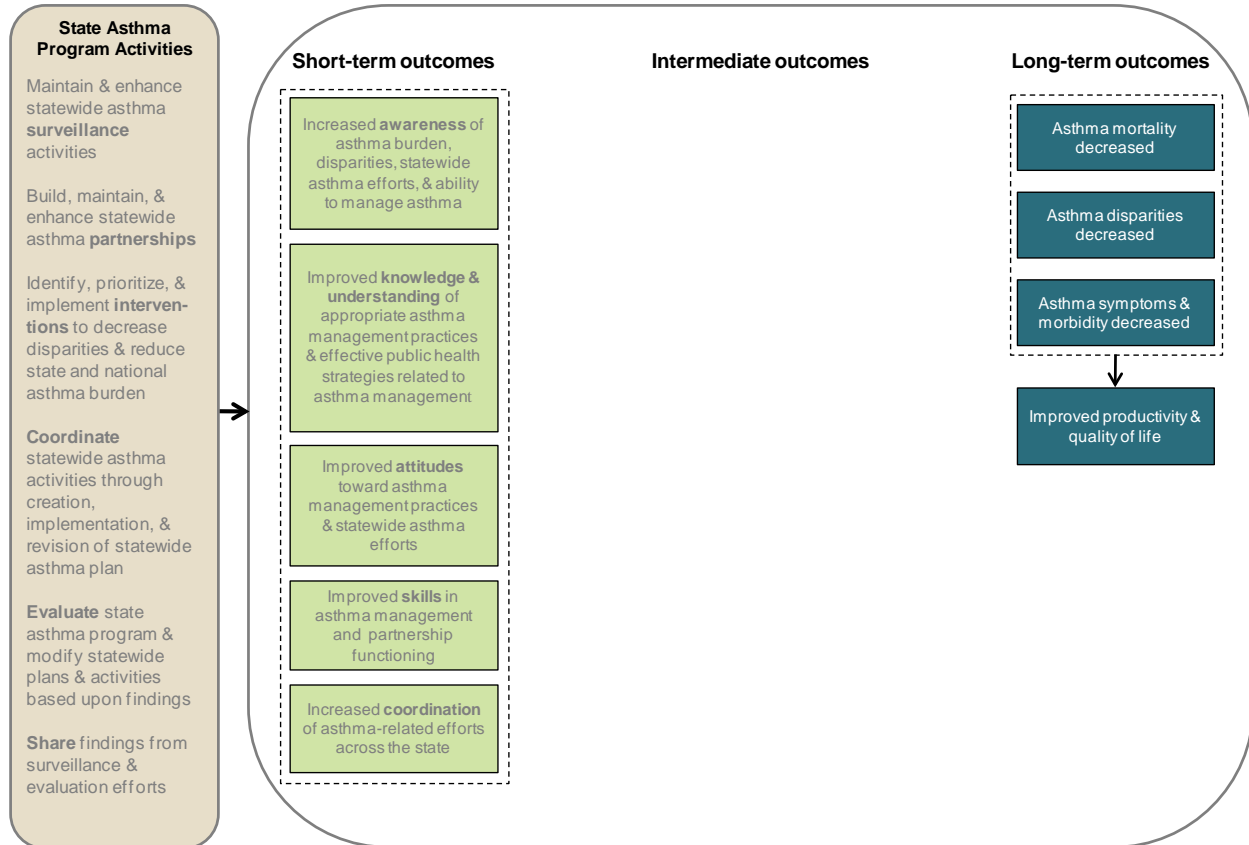 State Asthma
Program Activities
Maintain & enhance
statewide asthma
surveillance
activities
Build, maintain, &
enhance statewide
asthma partnerships
Identify, prioritize, &
implement interven-
tions to decrease
disparities & reduce
state and national
asthma burden
Coordinate
statewide asthma
activities through
creation,
implementation, &
revision of statewide
asthma plan
Evaluate state
asthma program &
modify statewide
plans & activities
based upon findings
Share findings from
surveillance &
evaluation efforts
Short-term outcomes
Increased awareness of
asthma burden,
disparities, statewide
asthma efforts, & ability
to manage asthma
Improved knowledge &
understanding of
appropriate asthma
management practices
& effective public health
strategies related to
asthma management
Improved attitudes
toward asthma
management practices
& statewide asthma
efforts
Improved skills in
asthma management
and partnership
functioning
Increased coordination
of asthma-related efforts
across the state
Intermediate outcomes
Long-term outcomes
Asthma mortality
decreased
Asthma disparities
decreased
Asthma symptoms &
morbidity decreased
Improved productivity &
quality of life